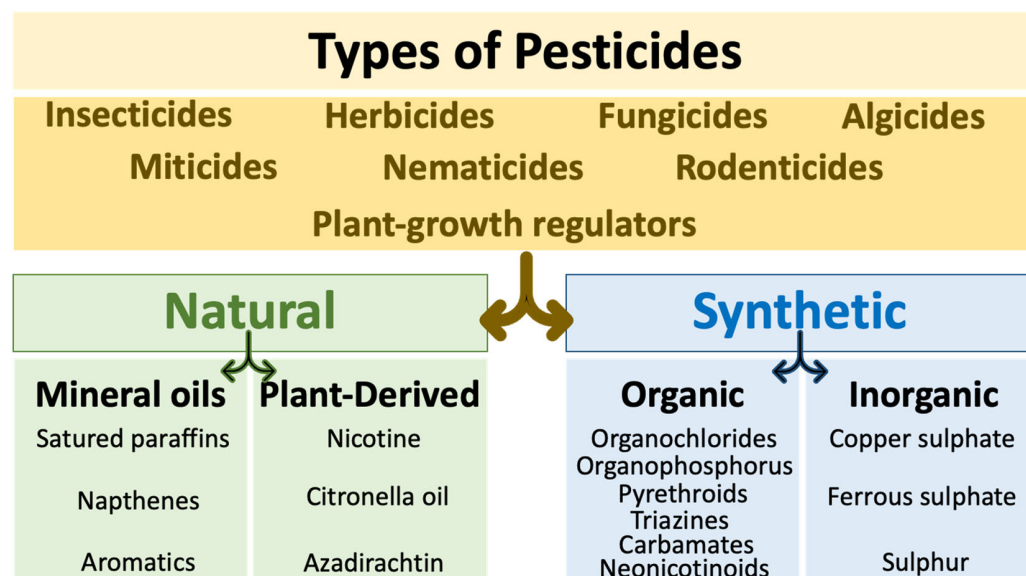 Types of Pesticides
Insecticides Herbicides Fungicides Algicides
Miticides Nematicides Rodenticides
Plant-growth regulators
Natural
Synthetic
Mineral oils
Satured paraffins
Napthenes
Aromatics
Plant-Derived
Nicotine
Citronella oil
Azadirachtin
Organic
Organochlorides
Organophosphorus
Pyrethroids
Triazines
Carbamates
Neonicotinoids
Inorganic
Copper sulphate
Ferrous sulphate
Sulphur